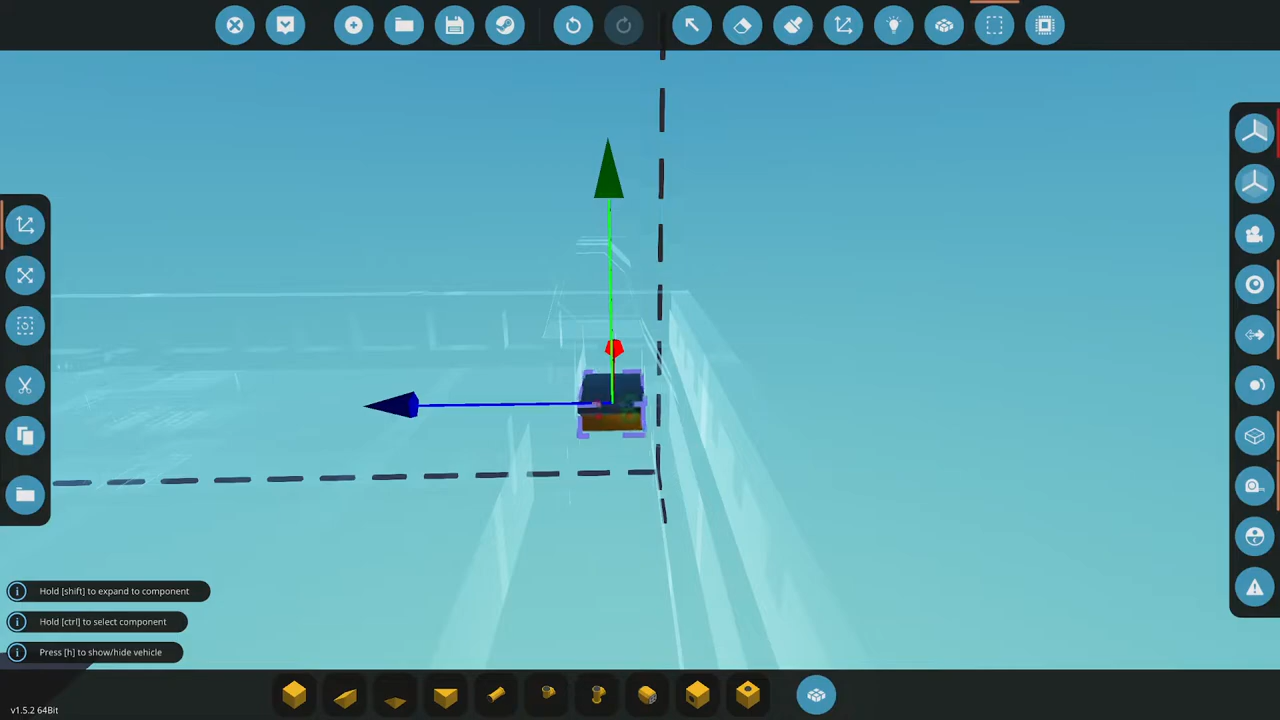 Hold [shift] to expand to component
Hold [ctrl] to select component
Press [h] to show/hide vehicle
v1.5.2 64Bit